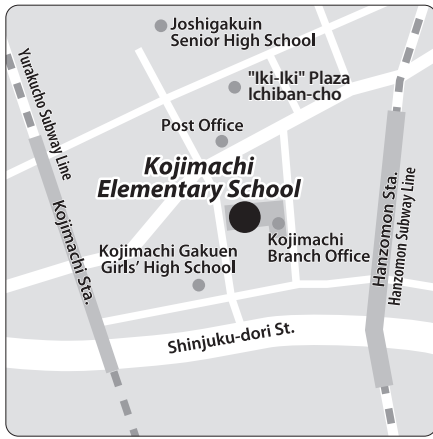 Joshigakuin
Senior High School
"Iki-Iki" Plaza
Ichiban-cho
Yurakucho Subway Line
Post Office
Kojimachi
Elementary School
Kojimachi Sta.
Hanzomon Sta.
Hanzomon Subway Line
Kojimachi
Branch Office
Kojimachi Gakuen
Girls' High School
Shinjuku-dori St.